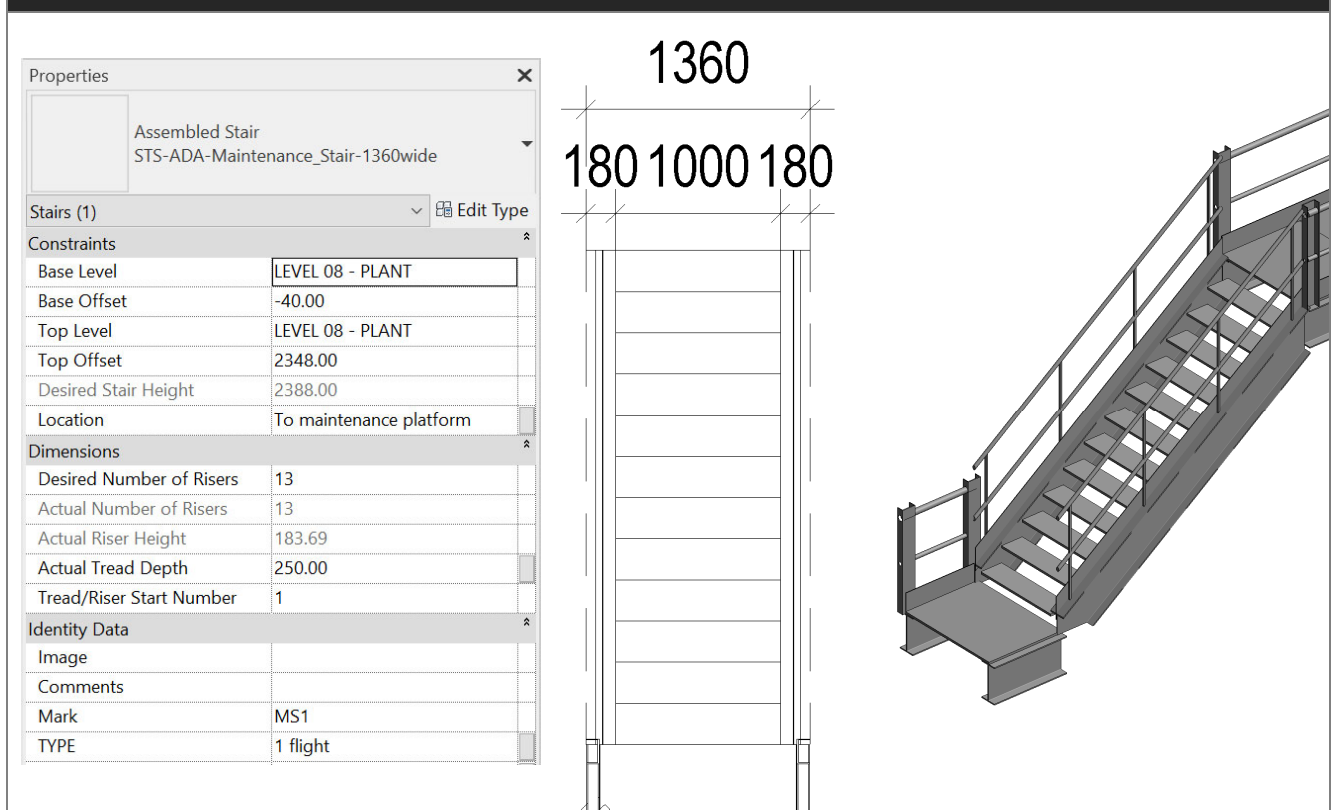 Properties
Assembled Stair
STS-ADA-Maintenance_Stair-1360wide
Stairs (1)
Edit Type
Constraints
Base Level LEVEL 08 - PLANT
Base Offset -40.00
Top Level LEVEL 08 - PLANT
Top Offset 2348.00
Desired Stair Height 2388.00
Location To maintenance platform
Dimensions
Desired Number of Risers 13
Actual Number of Risers 13
Actual Riser Height 183.69
Actual Tread Depth 250.00
Tread/Riser Start Number 1
Identity Data
Image
Comments
Mark MS1
TYPE 1 flight
1360
180 1000 180